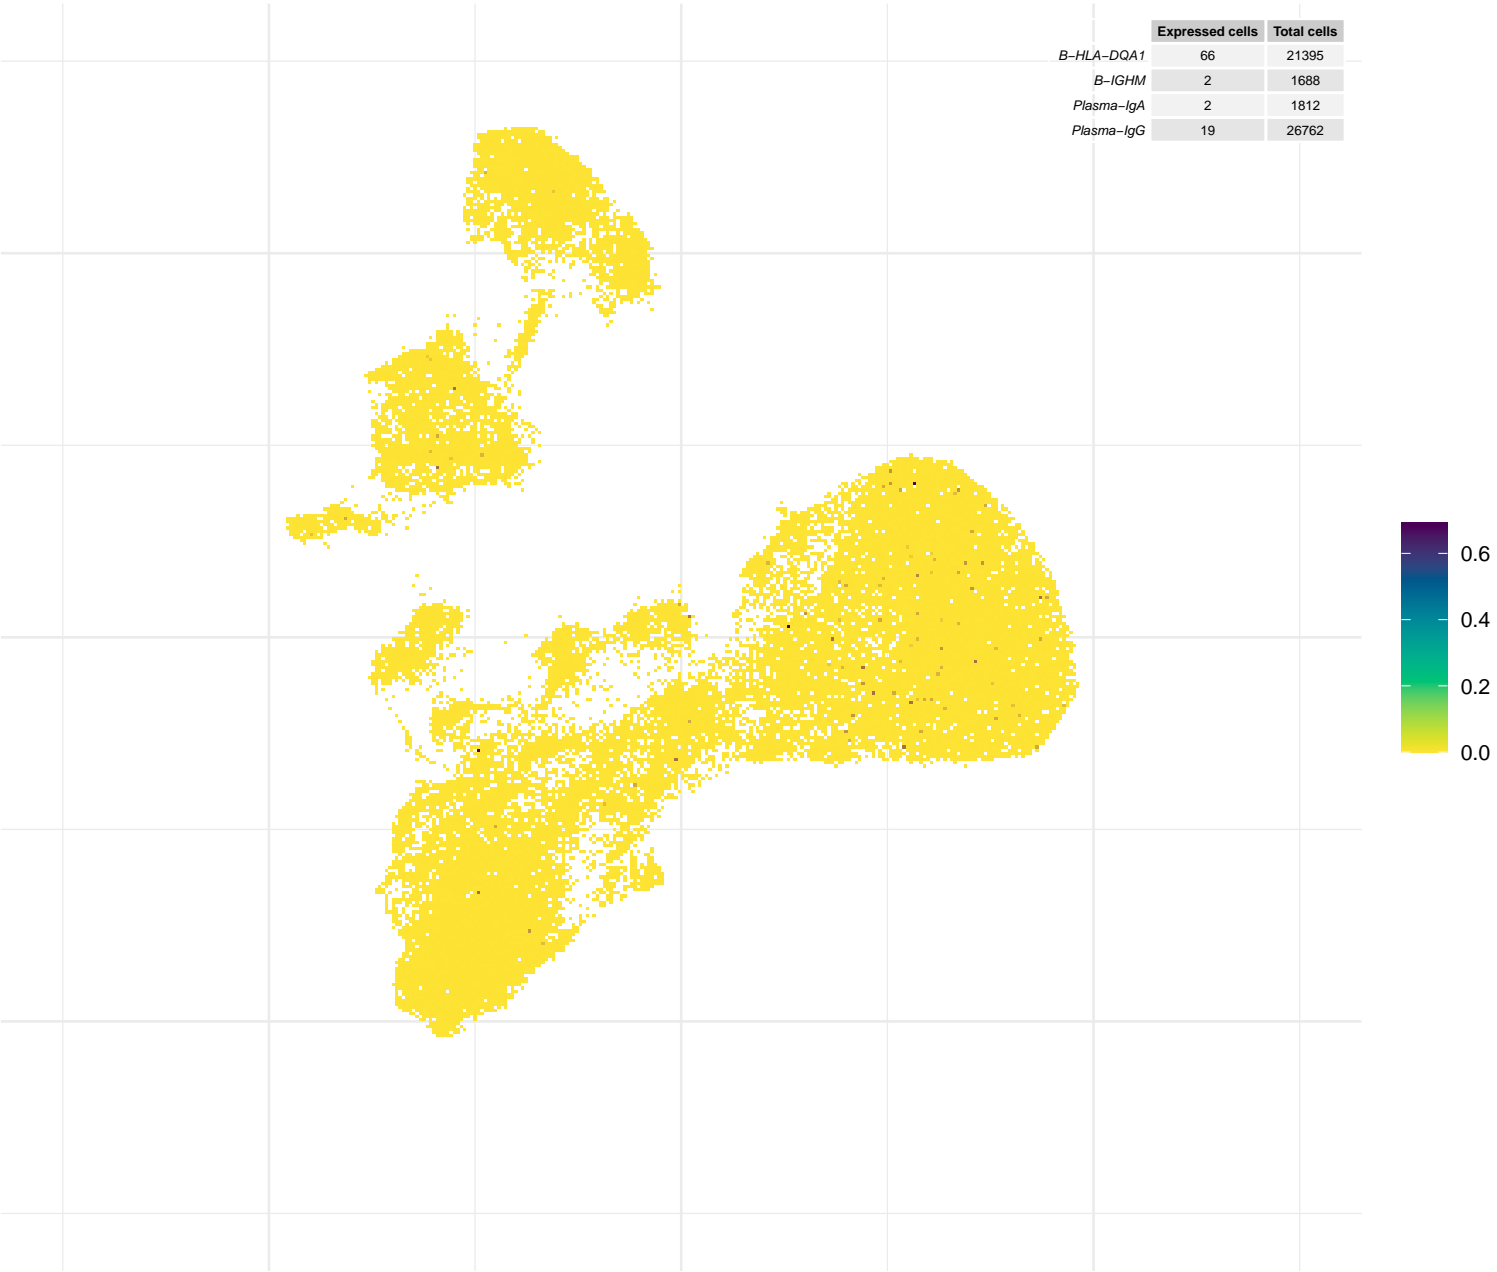 Expressed cells Total cells
B−HLA−DQA1 66 21395
B−IGHM 2 1688
Plasma−IgA 2 1812
Plasma−IgG 19 26762
0.6
0.4
0.2
0.0